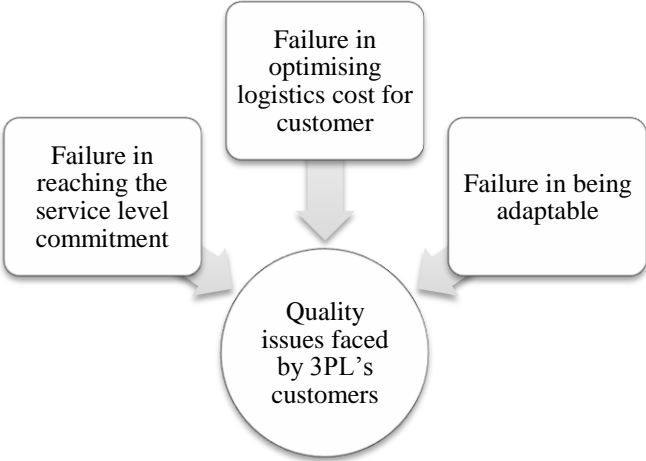 Failure in
optimising
logistics cost for
customer
Failure in
reaching the
service level
commitment
Failure in being
adaptable
Quality
issues faced
by 3PL’s
customers